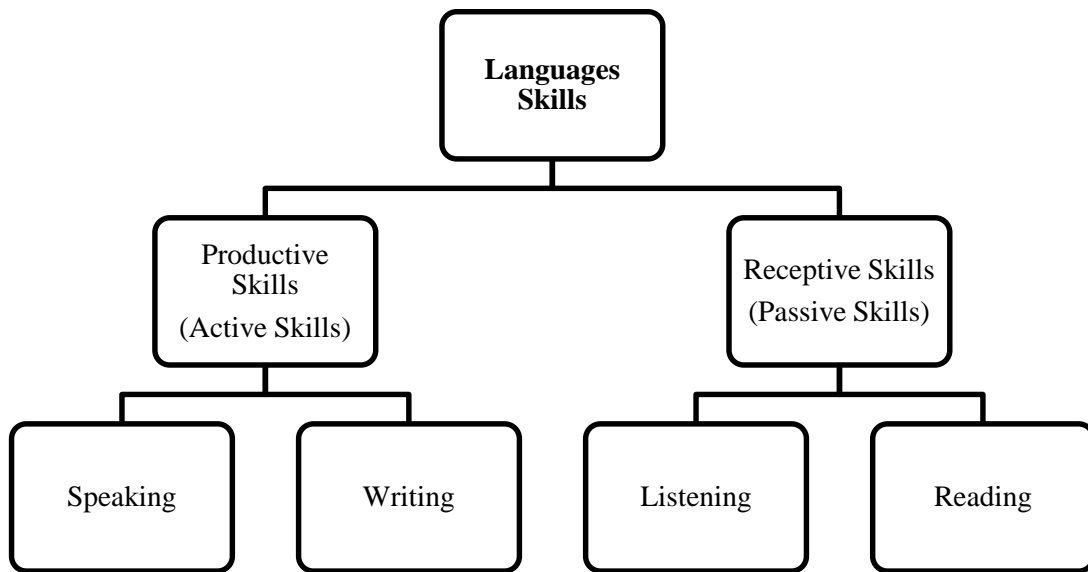 Languages
Skills
Productive
Skills
(Active Skills)
Receptive Skills
(Passive Skills)
Speaking
Writing
Listening
Reading